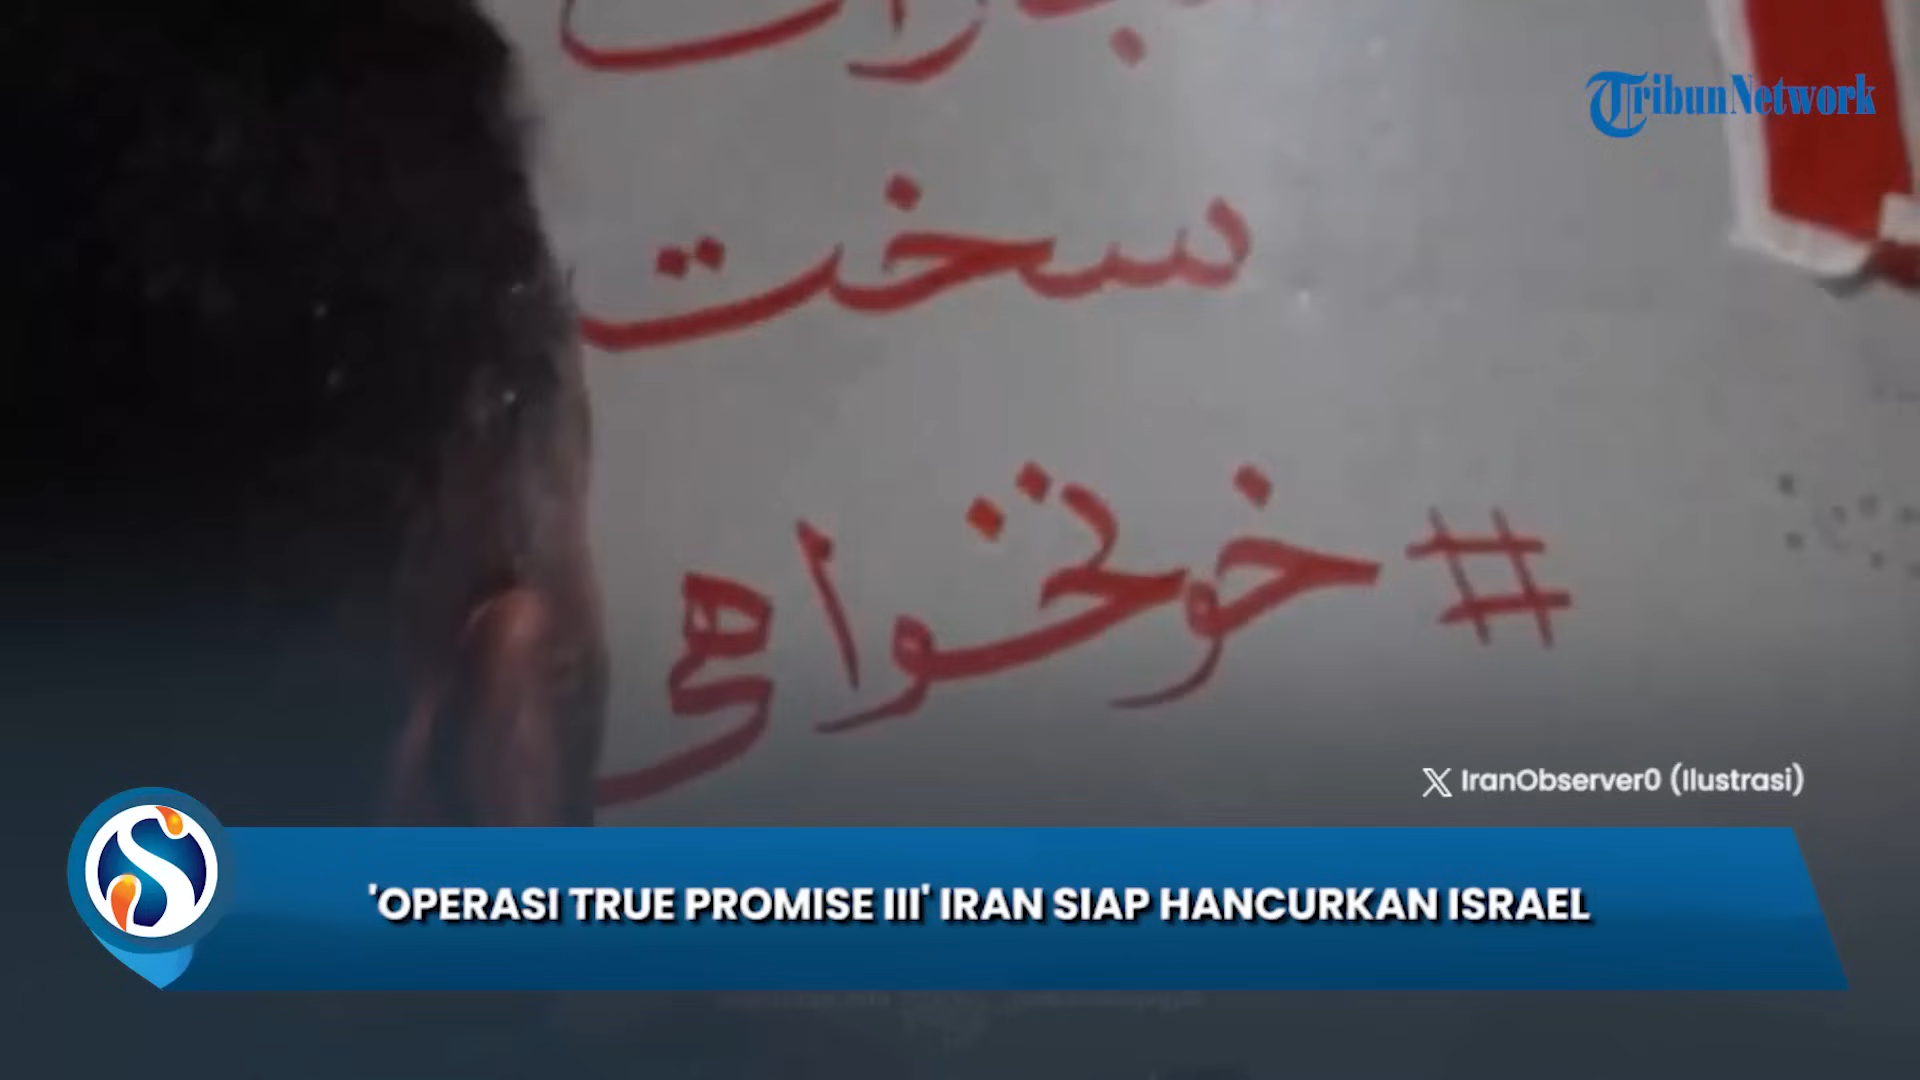 TribunNetwork
سخت
#خونخواهی
X IranObserver0 (Ilustrasi)
'OPERASI TRUE PROMISE III' IRAN SIAP HANCURKAN ISRAEL